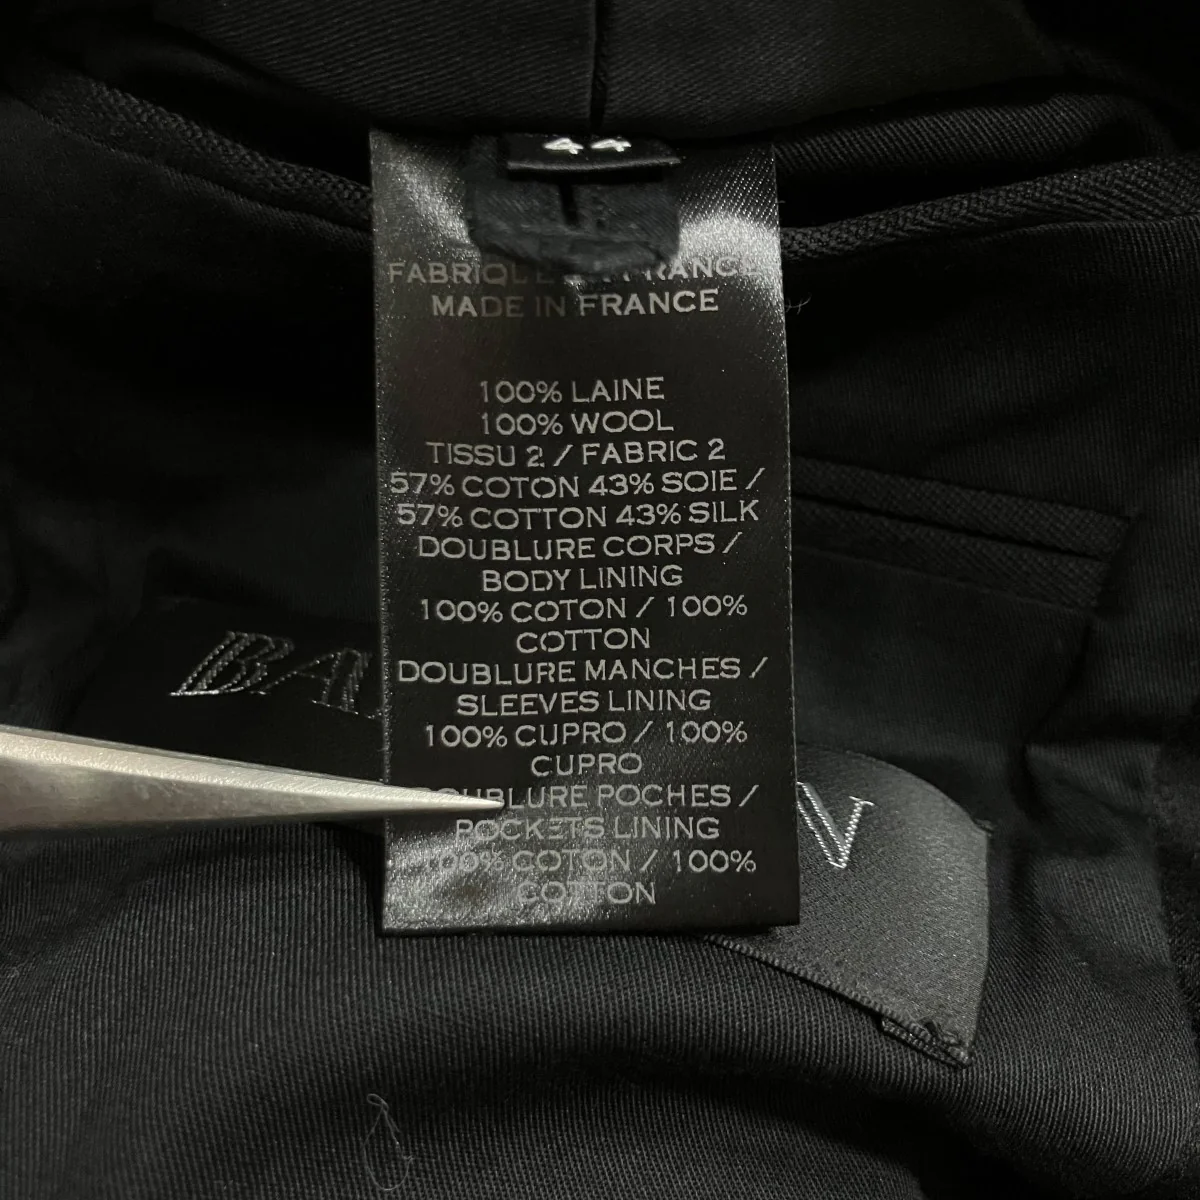 44
FABRIQUE EN FRANCE
MADE IN FRANCE
100% LAINE
100% WOOL
TISSU 2 / FABRIC 2
57% COTON 43% SOIE /
57% COTTON 43% SILK
DOUBLURE CORPS /
BODY LINING
100% COTON / 100%
COTTON
DOUBLURE MANCHES /
SLEEVES LINING
100% CUPRO / 100%
CUPRO
DOUBLURE POCHES /
POCKETS LINING
100% COTON / 100%
COTTON